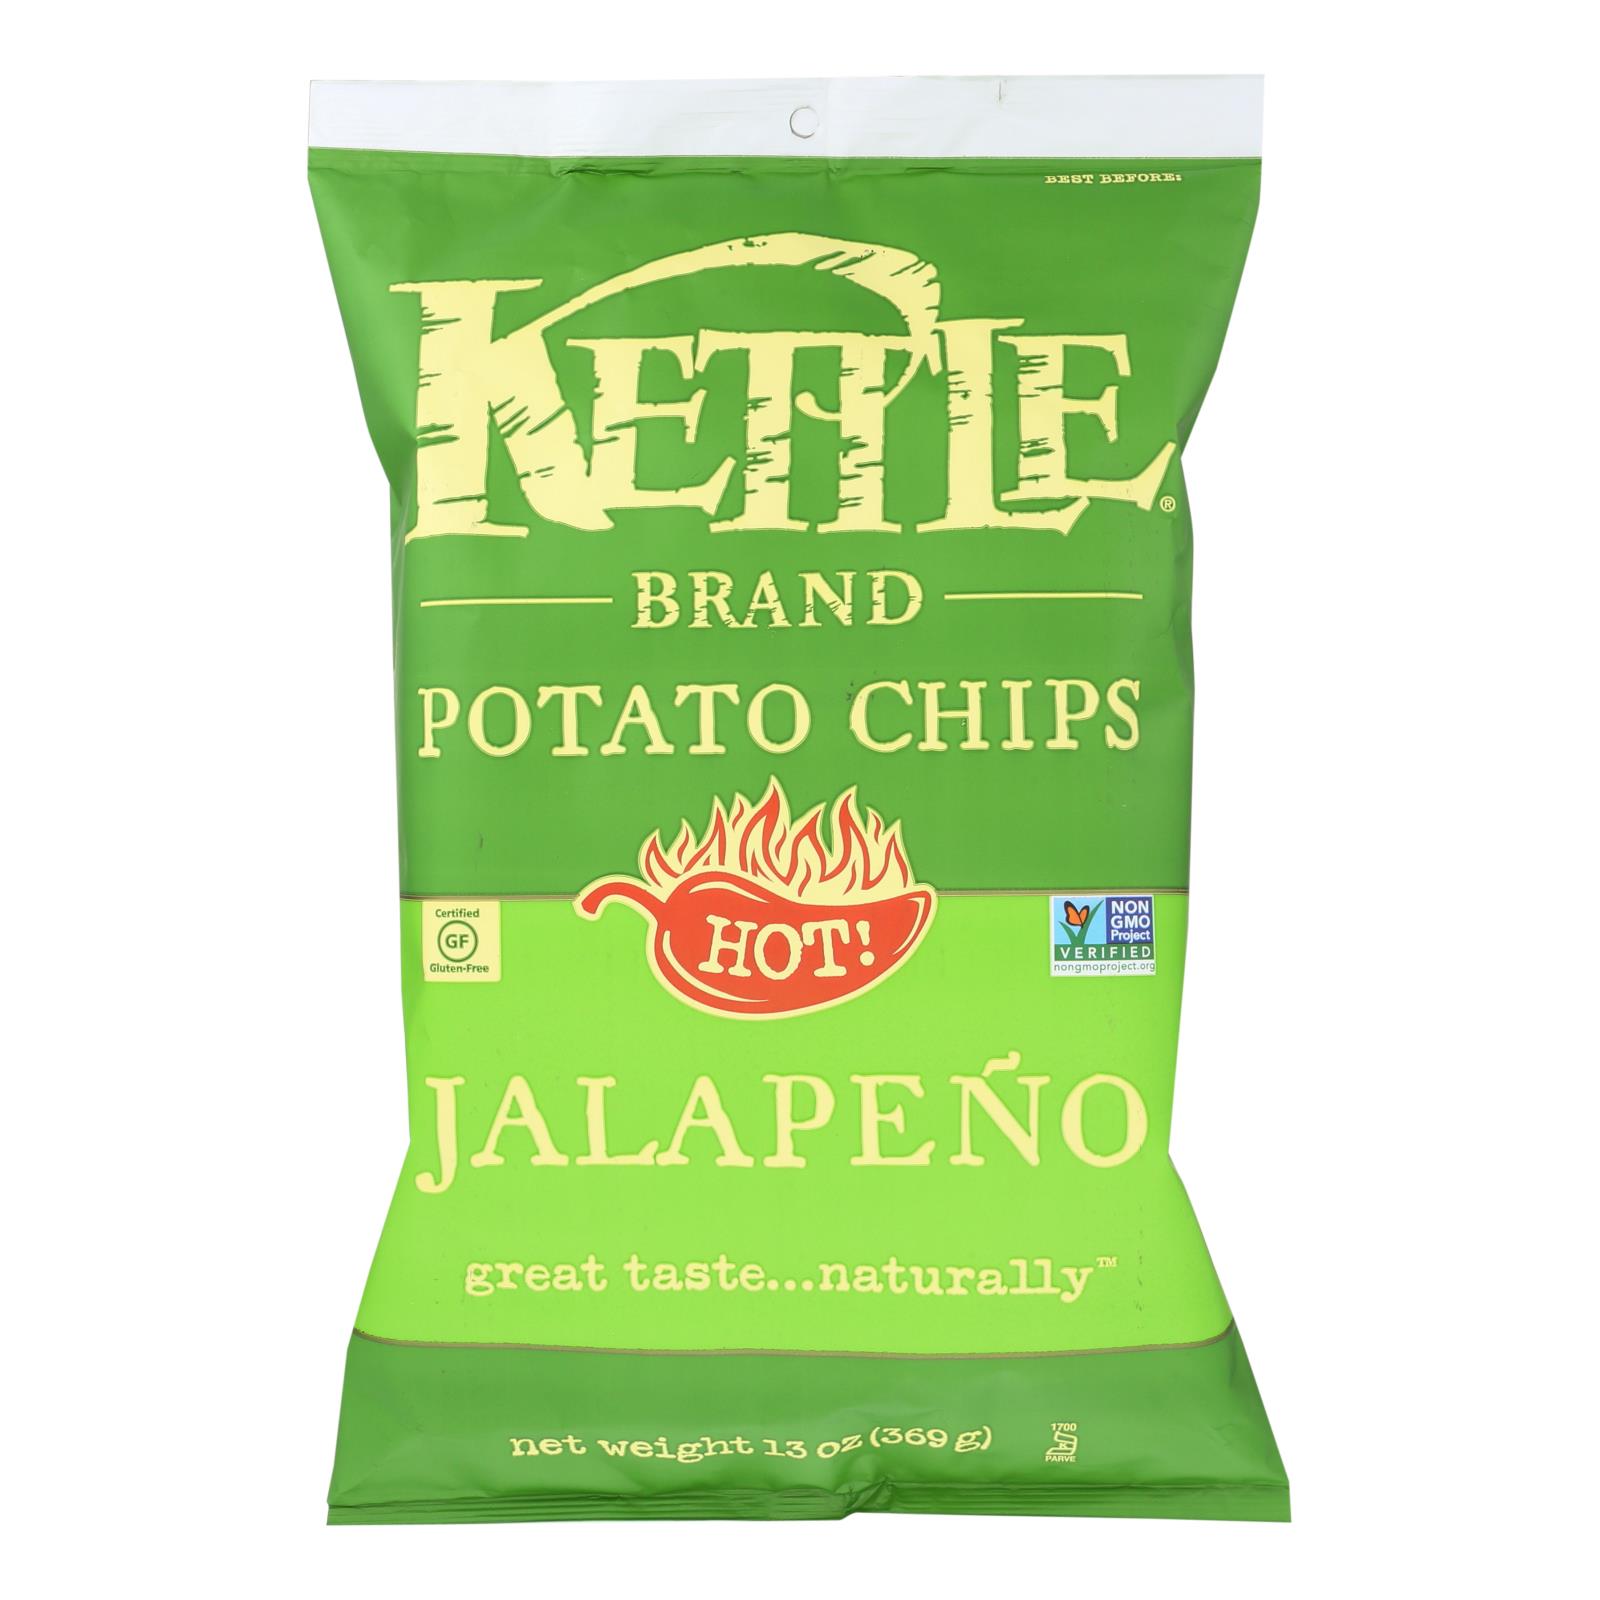 BEST BEFORE:
KETTLE®
BRAND
POTATO CHIPS
HOT!
Certified
GF
Gluten-Free
NON
GMO
Project
VERIFIED
nongmoproject.org
JALAPEÑO
great taste...naturally™
net weight 13 oz (369 g)
1700
K
PARVE